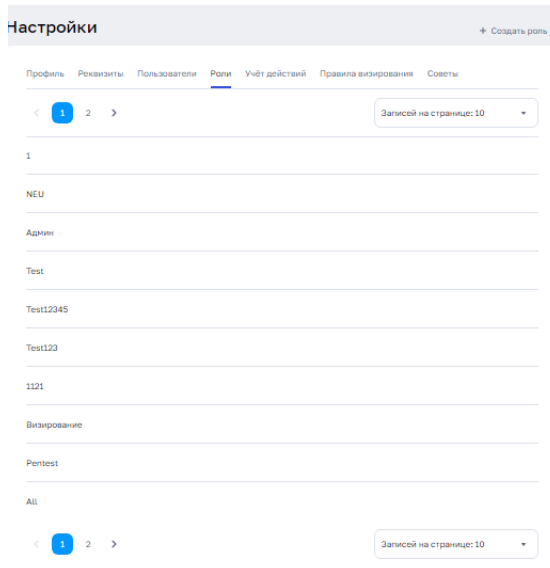 Настройки
+ Создать роль
Профиль Реквизиты Пользователи Роли Учёт действий Правила визирования Советы
< 1 2 > Записей на странице: 10
1
NEU
Админ
Test
Test12345
Test123
1121
Визирование
Pentest
All
< 1 2 > Записей на странице: 10